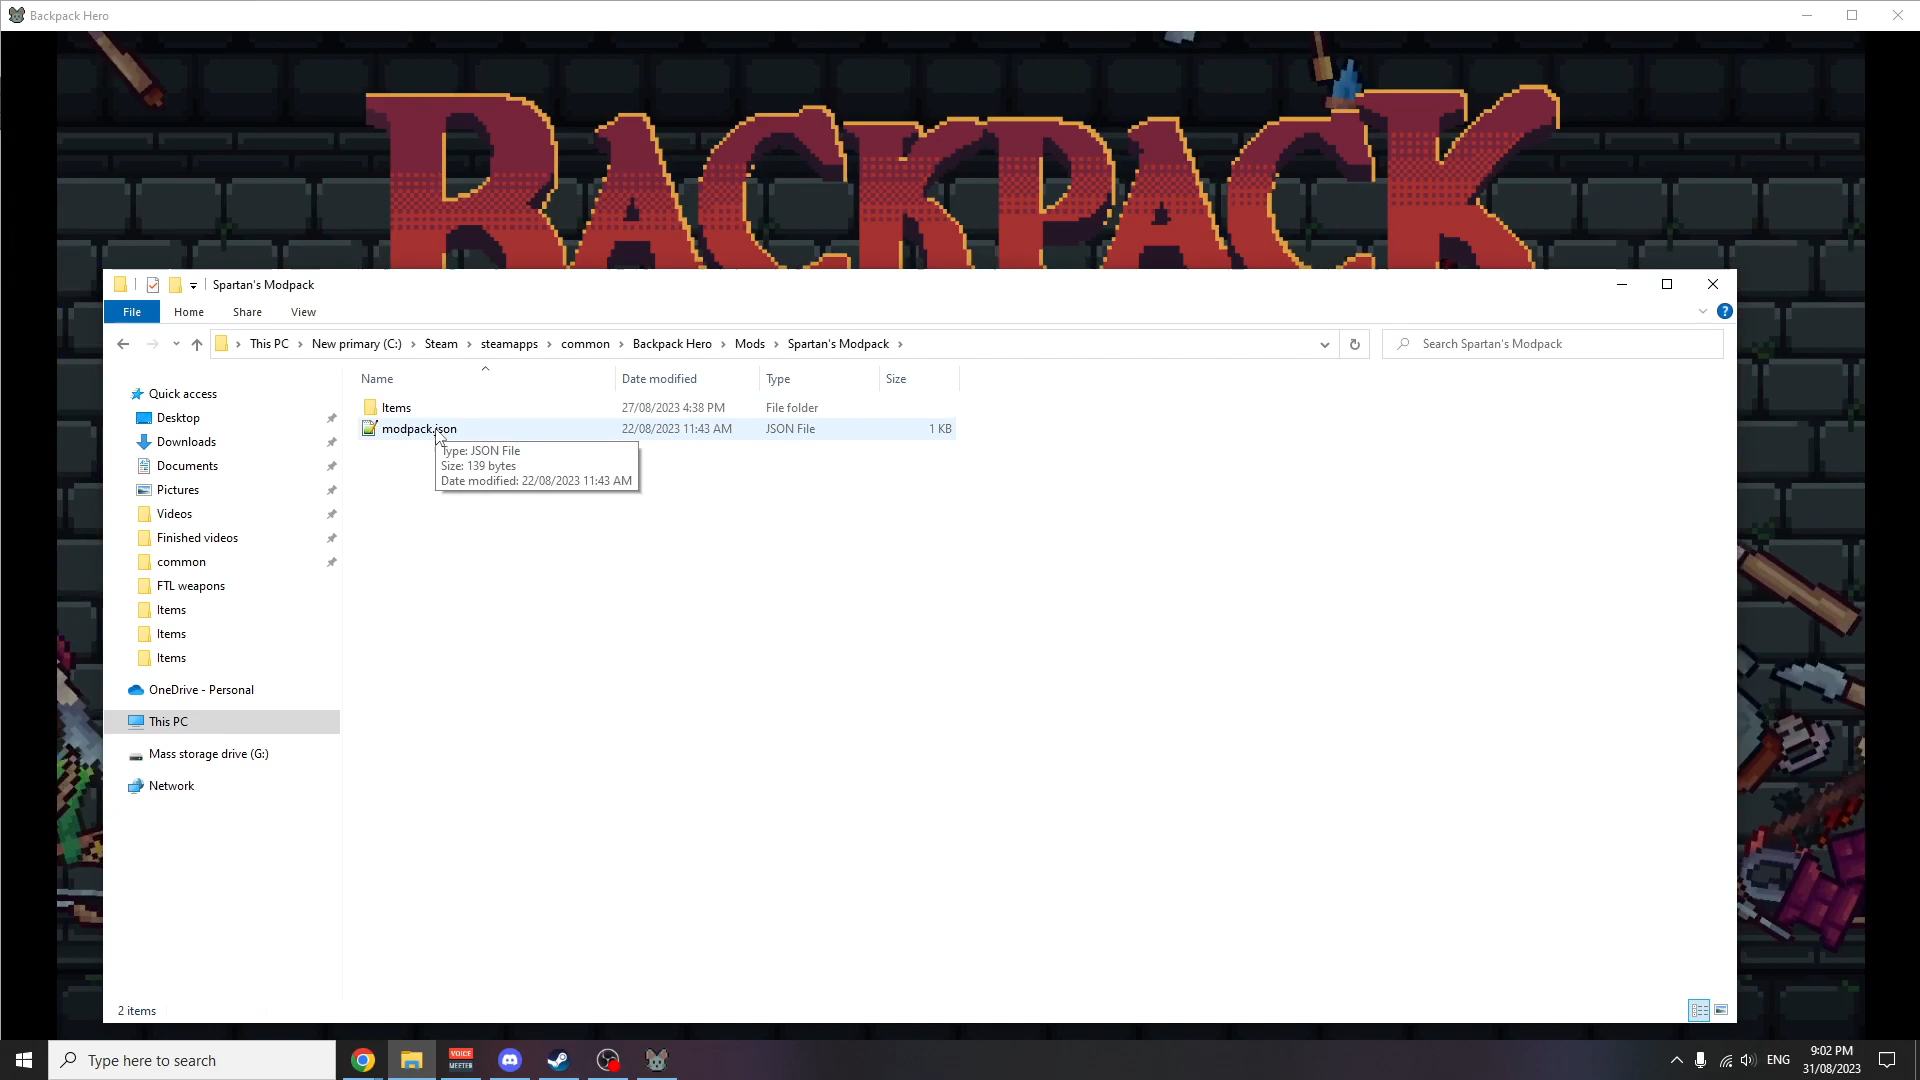 Backpack Hero
BACKPACK
Spartan's Modpack
File Home Share View
This PC > New primary (C:) > Steam > steamapps > common > Backpack Hero > Mods > Spartan's Modpack >
Search Spartan's Modpack
Name Date modified Type Size
Quick access
Desktop
Downloads
Documents
Pictures
Videos
Finished videos
common
FTL weapons
Items
Items
Items
OneDrive - Personal
This PC
Mass storage drive (G:)
Network
Items 27/08/2023 4:38 PM File folder
modpack.json 22/08/2023 11:43 AM JSON File 1 KB
Type: JSON File
Size: 139 bytes
Date modified: 22/08/2023 11:43 AM
2 items
Type here to search
VOICE
MEETER
ENG
9:02 PM
31/08/2023